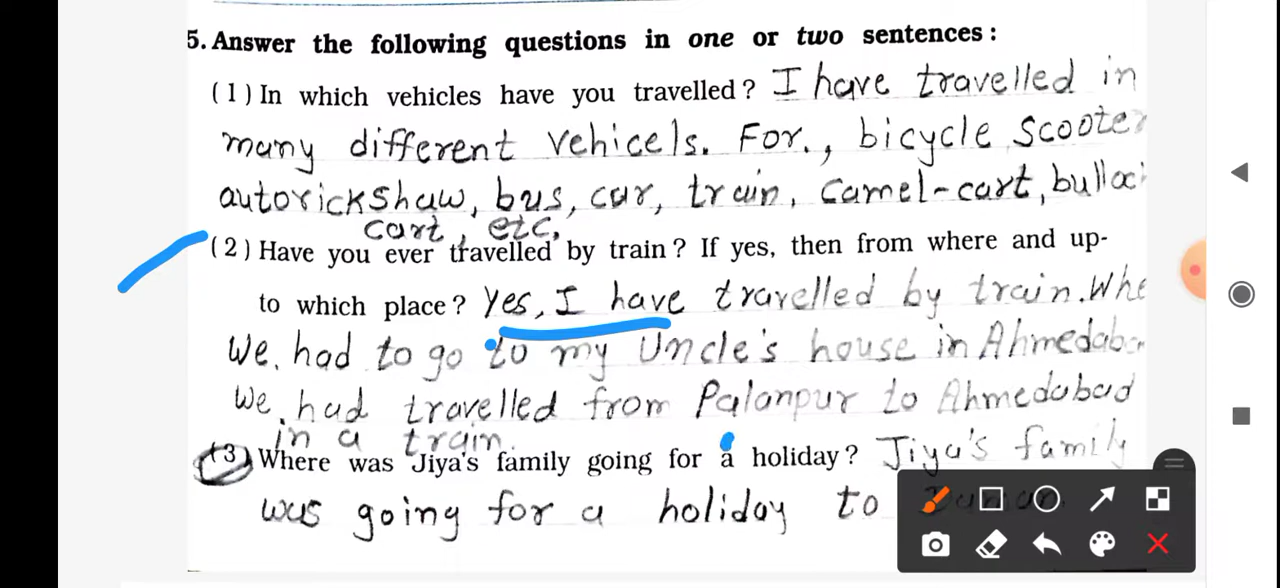 5. Answer the following questions in one or two sentences :
(1) In which vehicles have you travelled? I have travelled in
many different vehicels. For., bicycle scooter
autorickshaw, bus, car, train, camel-cart, bullock
cart, etc.
(2) Have you ever travelled by train? If yes, then from where and up-
to which place? Yes, I have travelled by train. Whe
We. had to go to my Uncle's house in Ahmedaba
We. had travelled from Palanpur to Ahmedabad
in a train.
(3) Where was Jiya's family going for a holiday? Jiya's family
was going for a holiday to